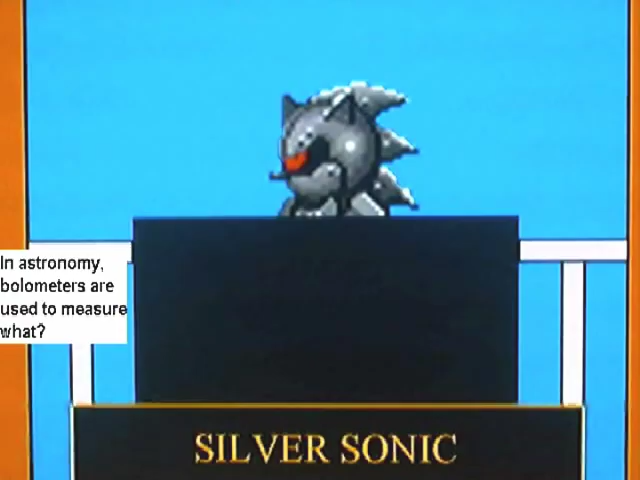 In astronomy,
bolometers are
used to measure
what?
SILVER SONIC